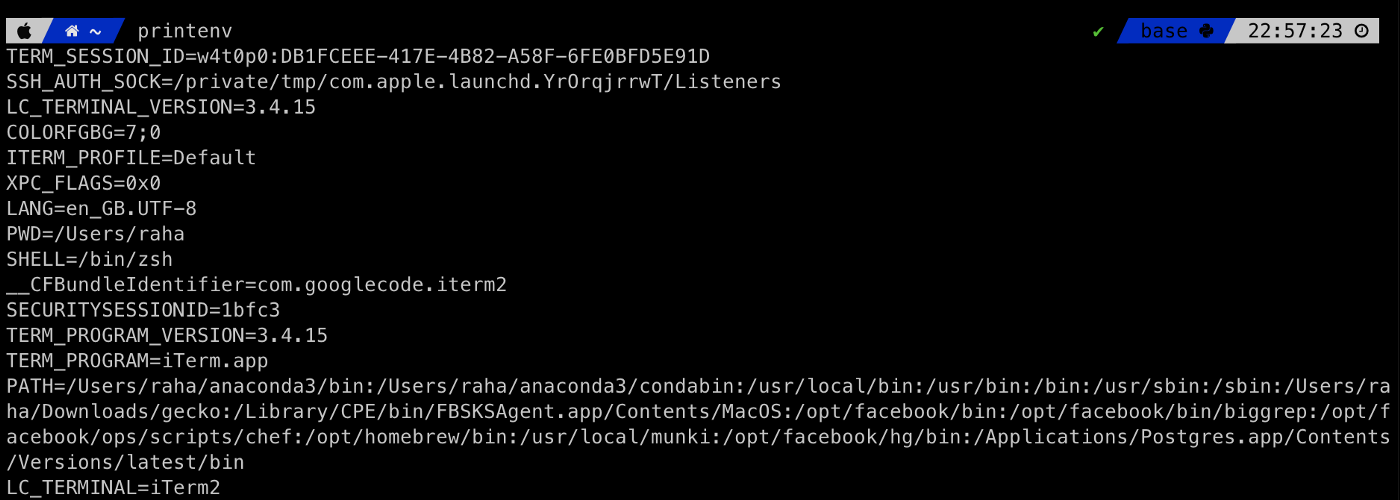 ~ printenv ✔ base 22:57:23
TERM_SESSION_ID=w4t0p0:DB1FCEEE-417E-4B82-A58F-6FE0BFD5E91D
SSH_AUTH_SOCK=/private/tmp/com.apple.launchd.YrOrqjrrwT/Listeners
LC_TERMINAL_VERSION=3.4.15
COLORFGBG=7;0
ITERM_PROFILE=Default
XPC_FLAGS=0x0
LANG=en_GB.UTF-8
PWD=/Users/raha
SHELL=/bin/zsh
__CFBundleIdentifier=com.googlecode.iterm2
SECURITYSESSIONID=1bfc3
TERM_PROGRAM_VERSION=3.4.15
TERM_PROGRAM=iTerm.app
PATH=/Users/raha/anaconda3/bin:/Users/raha/anaconda3/condabin:/usr/local/bin:/usr/bin:/bin:/usr/sbin:/sbin:/Users/ra
ha/Downloads/gecko:/Library/CPE/bin/FBSKSAgent.app/Contents/MacOS:/opt/facebook/bin:/opt/facebook/bin/biggrep:/opt/f
acebook/ops/scripts/chef:/opt/homebrew/bin:/usr/local/munki:/opt/facebook/hg/bin:/Applications/Postgres.app/Contents
/Versions/latest/bin
LC_TERMINAL=iTerm2